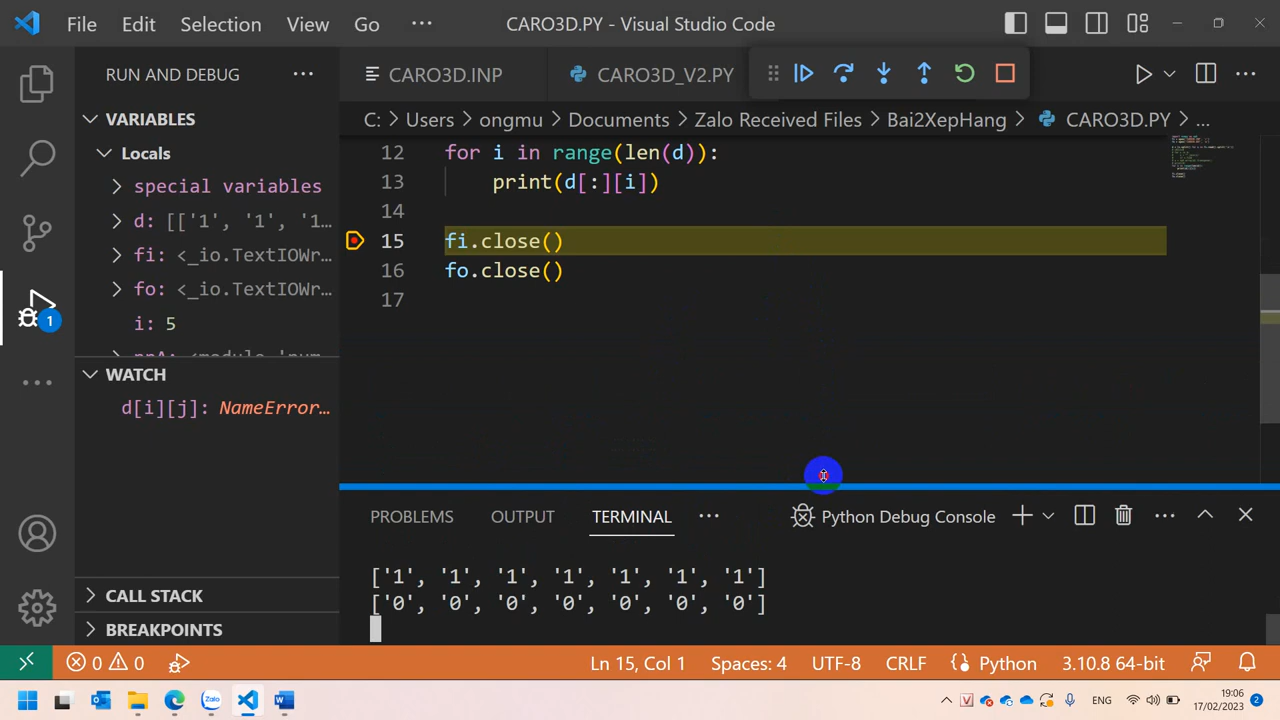 File Edit Selection View Go ··· CARO3D.PY - Visual Studio Code
RUN AND DEBUG ···
CARO3D.INP CARO3D_V2.PY ···
VARIABLES
Locals
special variables
d: [['1', '1', '1…
fi: <_io.TextIOWr…
fo: <_io.TextIOWr…
i: 5
WATCH
d[i][j]: NameError…
CALL STACK
BREAKPOINTS
1
···
C: > Users > ongmu > Documents > Zalo Received Files > Bai2XepHang > CARO3D.PY > ...
12 for i in range(len(d)):
13 print(d[:][i])
14
15 fi.close()
16 fo.close()
17
PROBLEMS OUTPUT TERMINAL ··· Python Debug Console ···
['1', '1', '1', '1', '1', '1', '1']
['0', '0', '0', '0', '0', '0', '0']
0 0 Ln 15, Col 1 Spaces: 4 UTF-8 CRLF Python 3.10.8 64-bit
Zalo ENG 19:06
17/02/2023 2